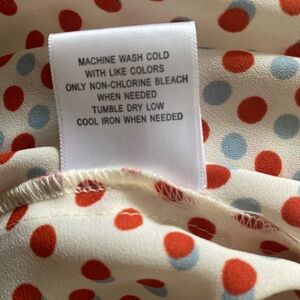 MACHINE WASH COLD
WITH LIKE COLORS
ONLY NON-CHLORINE BLEACH
WHEN NEEDED
TUMBLE DRY LOW
COOL IRON WHEN NEEDED